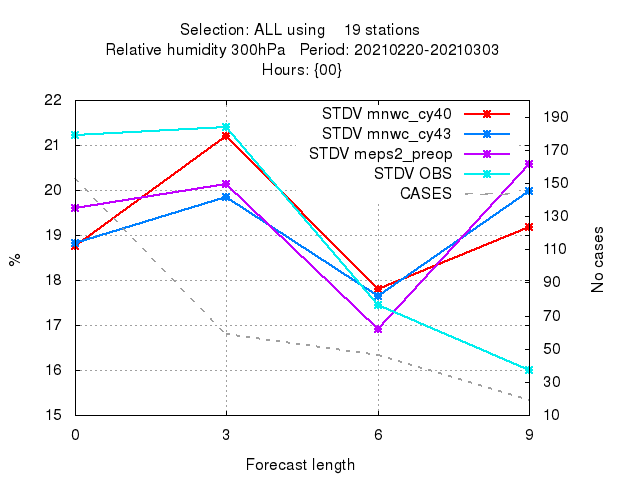 Selection: ALL using 19 stations
Relative humidity 300hPa Period: 20210220-20210303
Hours: {00}
STDV mnwc_cy40
STDV mnwc_cy43
STDV meps2_preop
STDV OBS
CASES
22
21
20
19
18
17
16
15
%
190
170
150
130
110
90
70
50
30
10
No cases
0 3 6 9
Forecast length